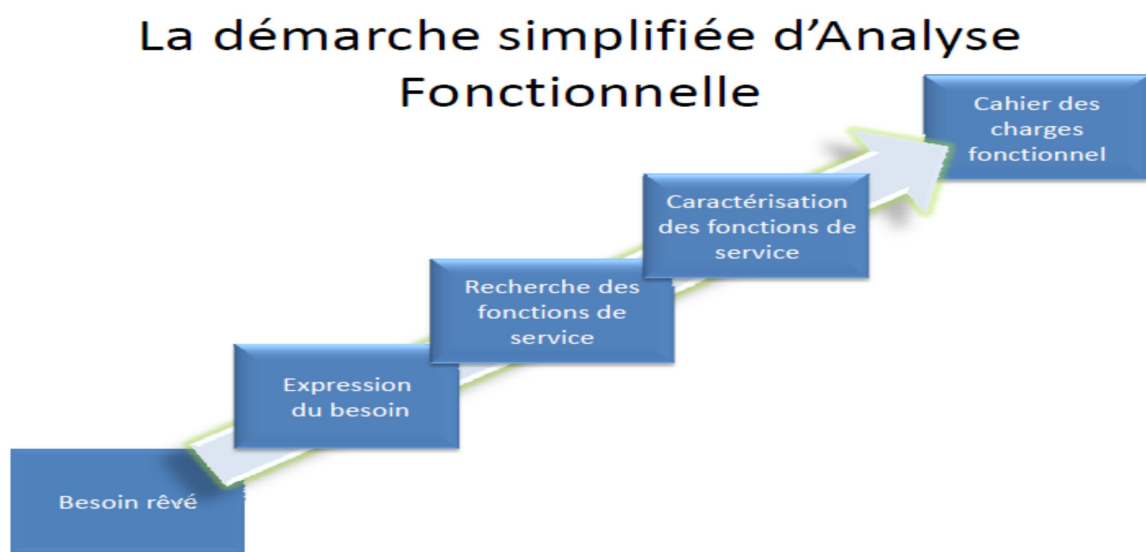 La démarche simplifiée d'Analyse
Fonctionnelle
Cahier des
charges
fonctionnel
Caractérisation
des fonctions de
service
Recherche des
fonctions de
service
Expression
du besoin
Besoin rêvé